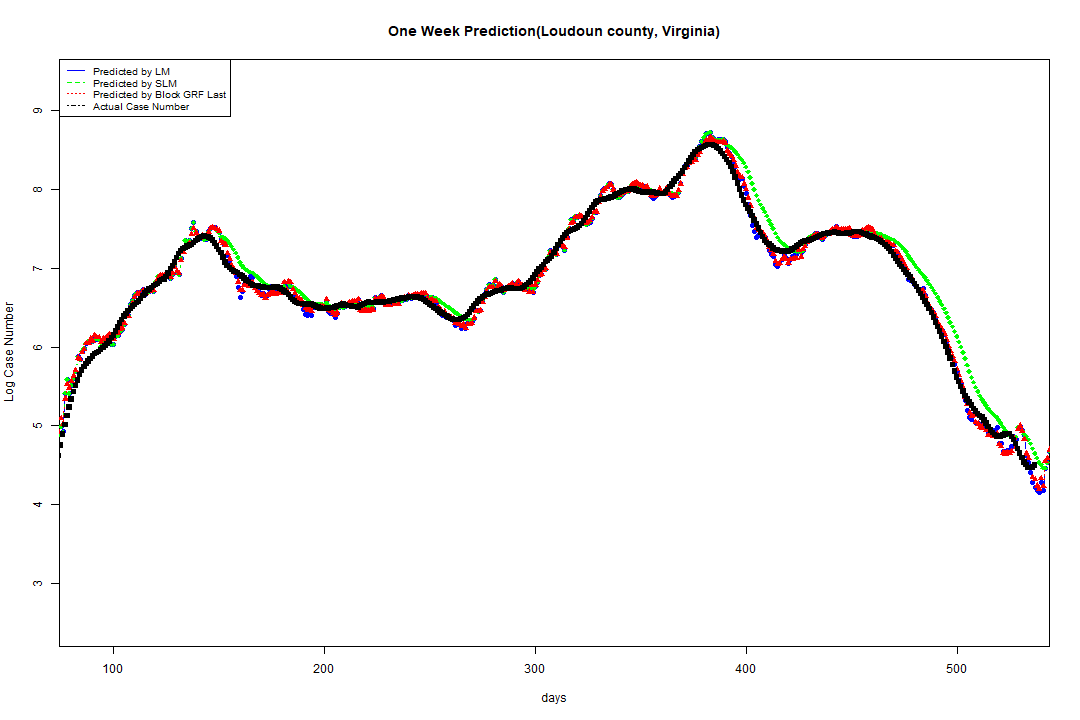 One Week Prediction(Loudoun county, Virginia)
Predicted by LM
Predicted by SLM
Predicted by Block GRF Last
Actual Case Number
Log Case Number
9
8
7
6
5
4
3
100 200 300 400 500
days